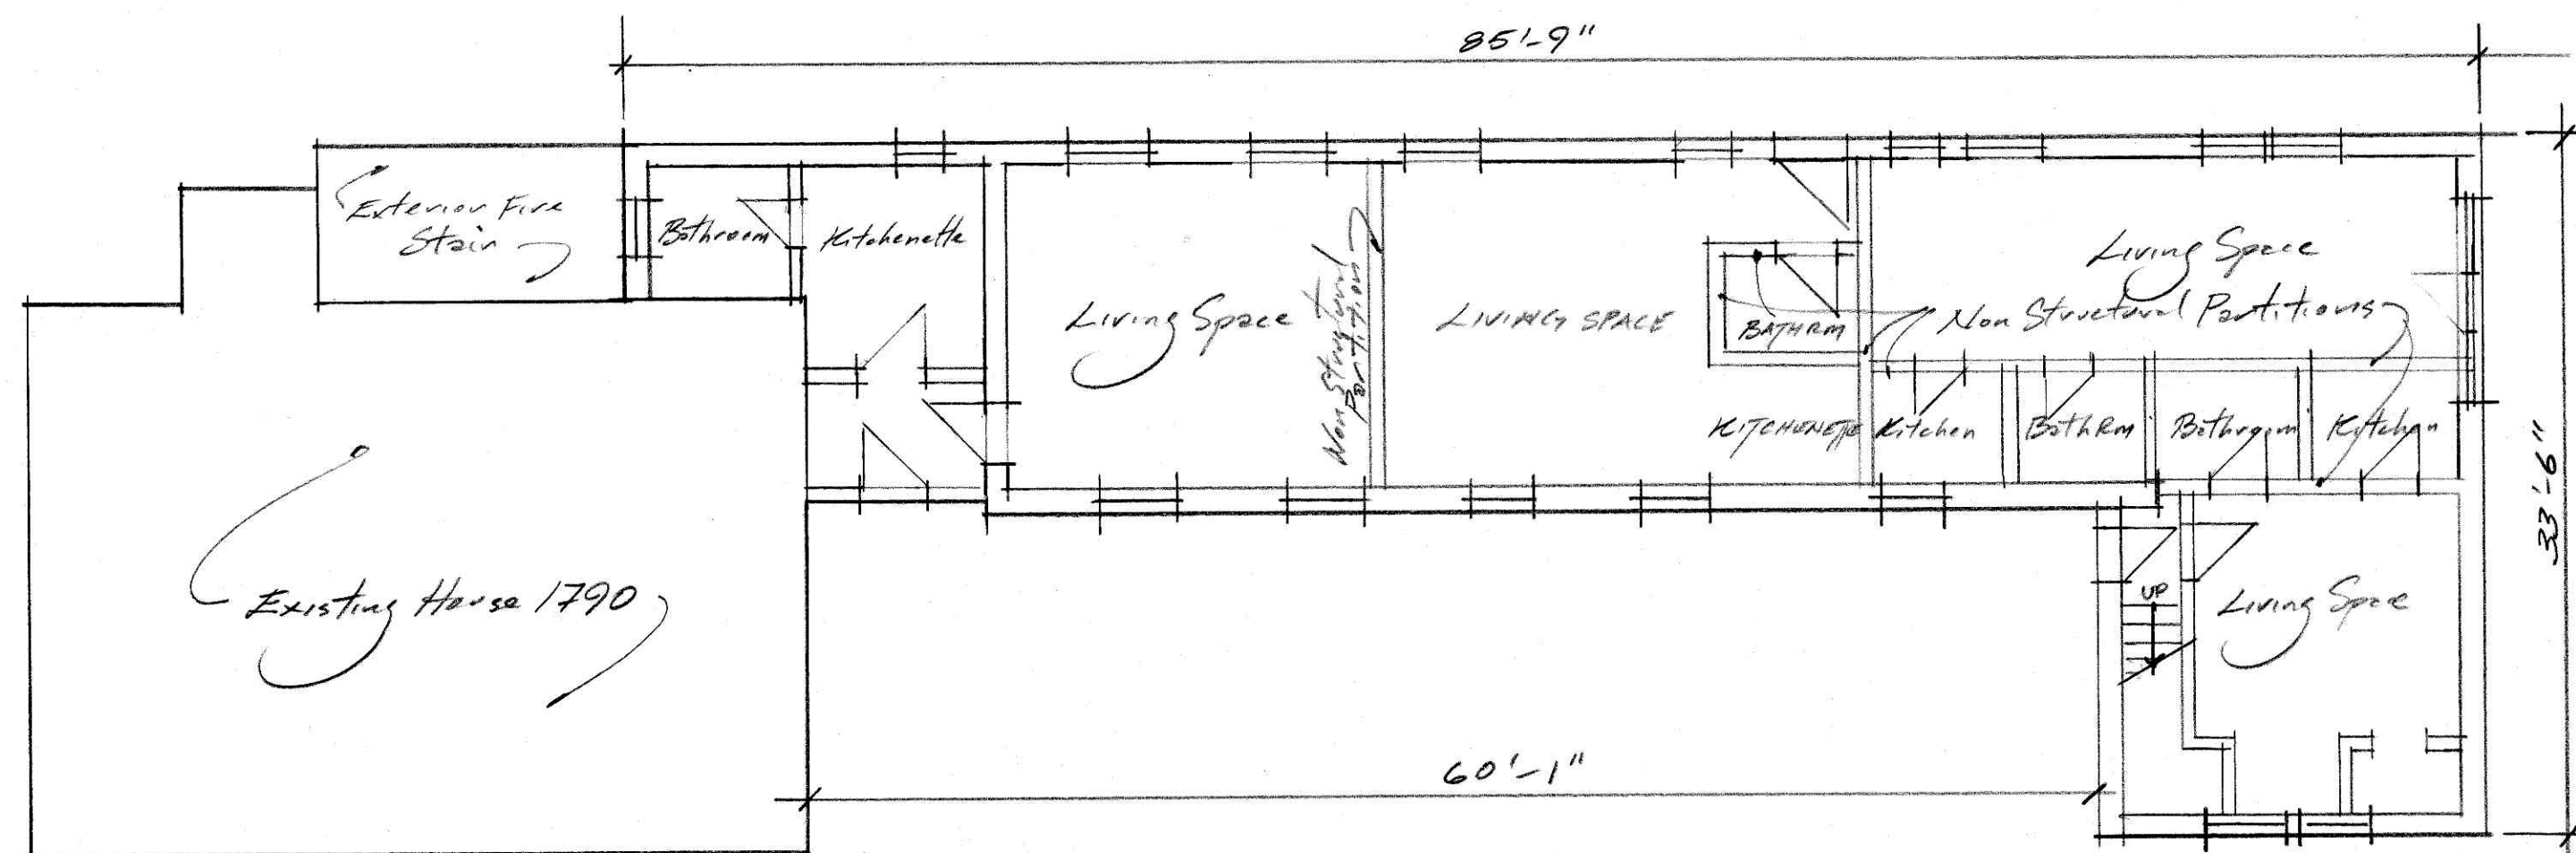 85'-9"
Exterior Fire
Stair
Bathroom
Kitchenette
Living Space
Non Structural
Partition
LIVING SPACE
BATHRM
KITCHENETTE
Living Space
Non Structural Partitions
Kitchen
BathRm
Bathroom
Kitchen
33'-6"
Existing House 1790
UP
Living Space
60'-1"